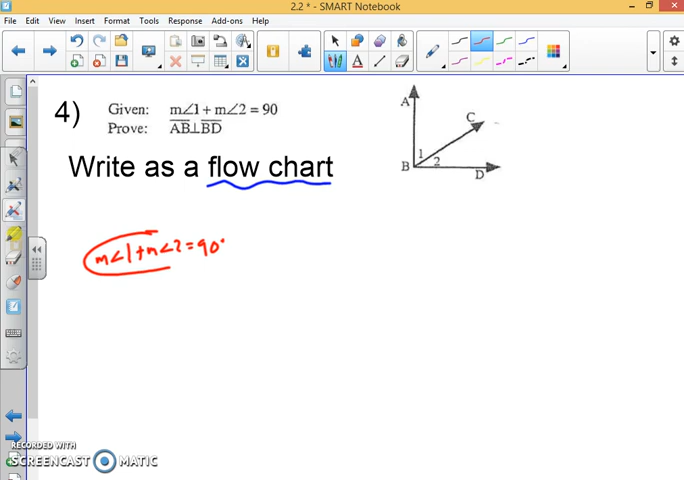 2.2 * - SMART Notebook
File Edit View Insert Format Tools Response Add-ons Help
4) Given: m∠1 + m∠2 = 90
Prove: AB⊥BD
Write as a flow chart
A
C
1
B
2
D
m∠1+m∠2=90°
RECORDED WITH
SCREENCAST MATIC